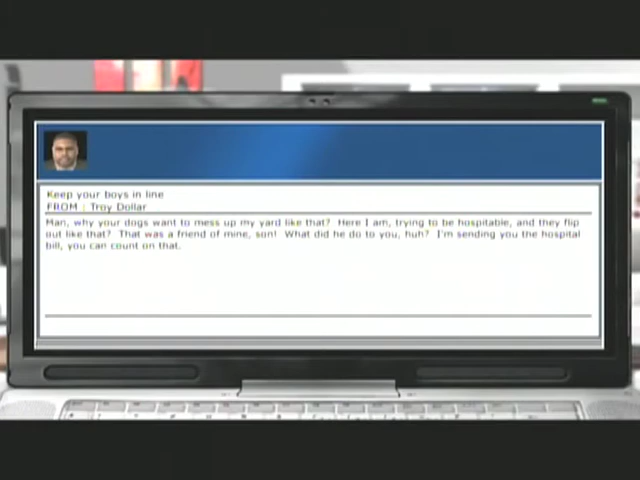 Keep your boys in line
FROM : Troy Dollar
Man, why your dogs want to mess up my yard like that? Here I am, trying to be hospitable, and they flip
out like that? That was a friend of mine, son! What did he do to you, huh? I'm sending you the hospital
bill, you can count on that.